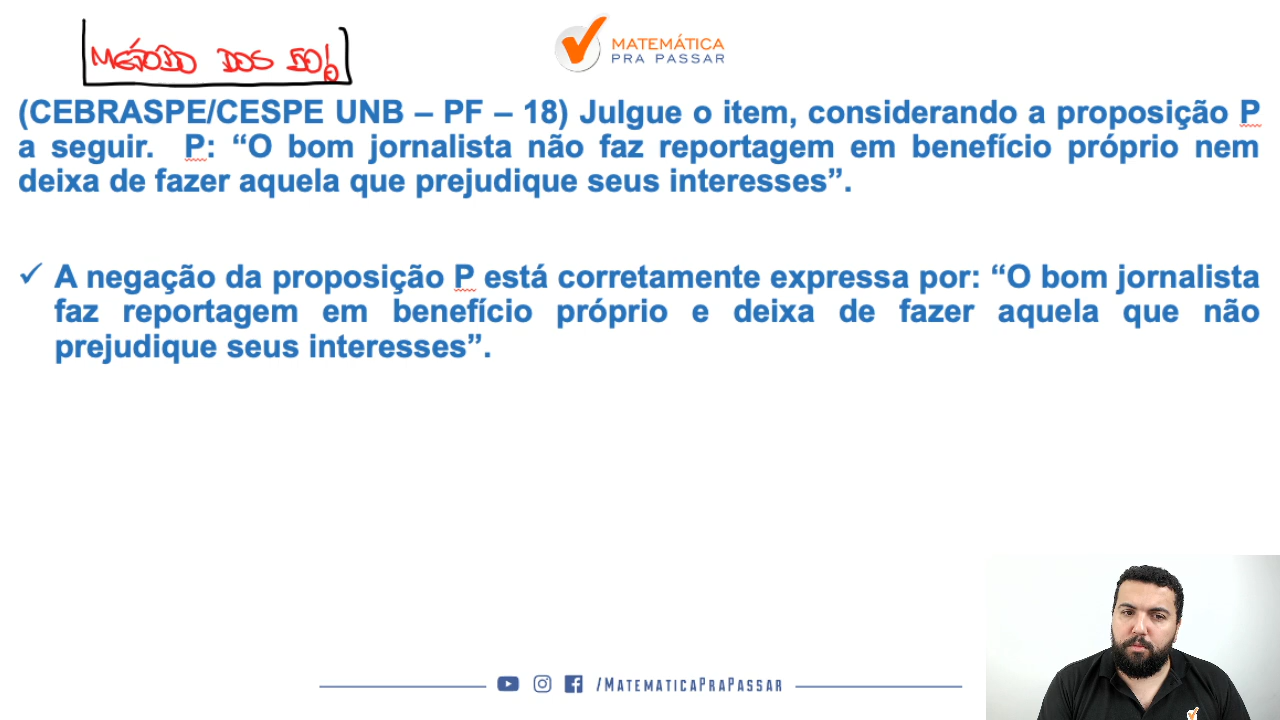 MÉTODO DOS 50!
MATEMÁTICA
PRA PASSAR
(CEBRASPE/CESPE UNB – PF – 18) Julgue o item, considerando a proposição P
a seguir. P: “O bom jornalista não faz reportagem em benefício próprio nem
deixa de fazer aquela que prejudique seus interesses”.
✓ A negação da proposição P está corretamente expressa por: “O bom jornalista
faz reportagem em benefício próprio e deixa de fazer aquela que não
prejudique seus interesses”.
/MATEMATICAPRAPASSAR